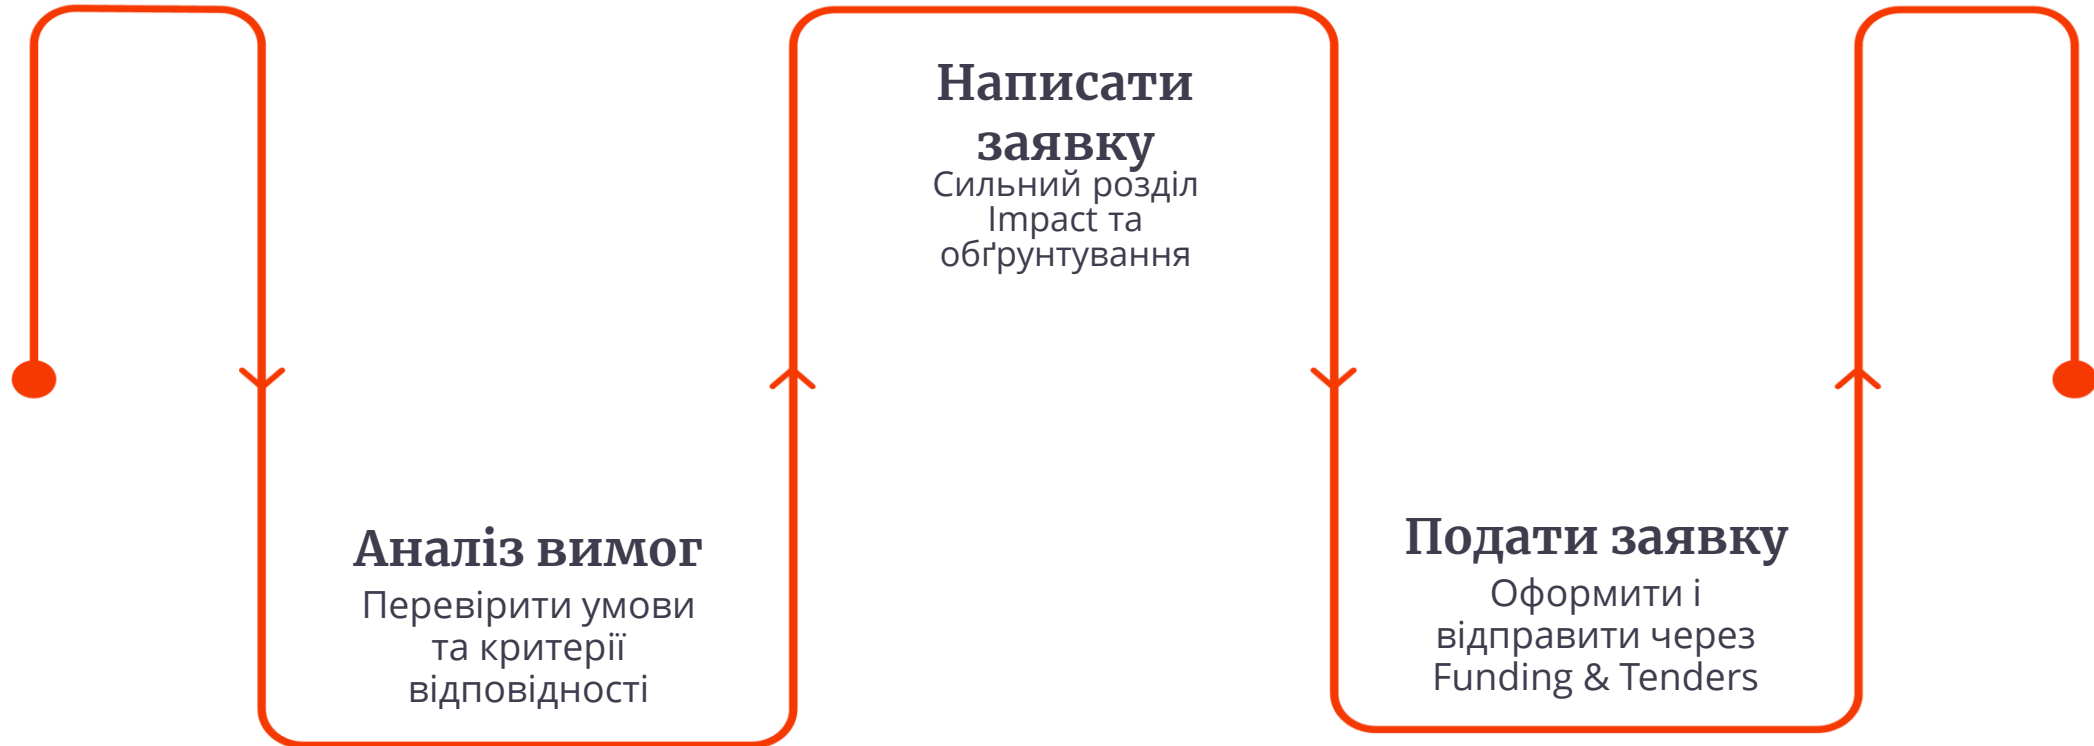 Аналіз вимог
Перевірити умови
та критерії
відповідності
Написати
заявку
Сильний розділ
Impact та
обґрунтування
Подати заявку
Оформити і
відправити через
Funding & Tenders